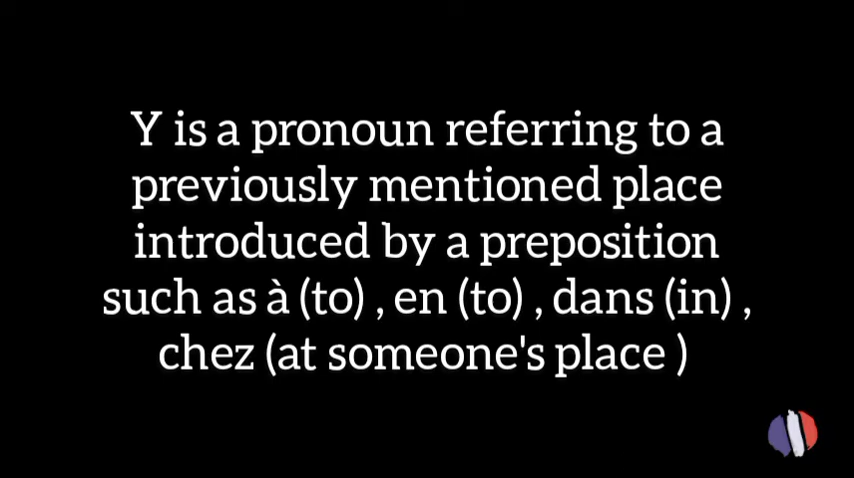 Y is a pronoun referring to a
previously mentioned place
introduced by a preposition
such as à (to) , en (to) , dans (in) ,
chez (at someone's place )